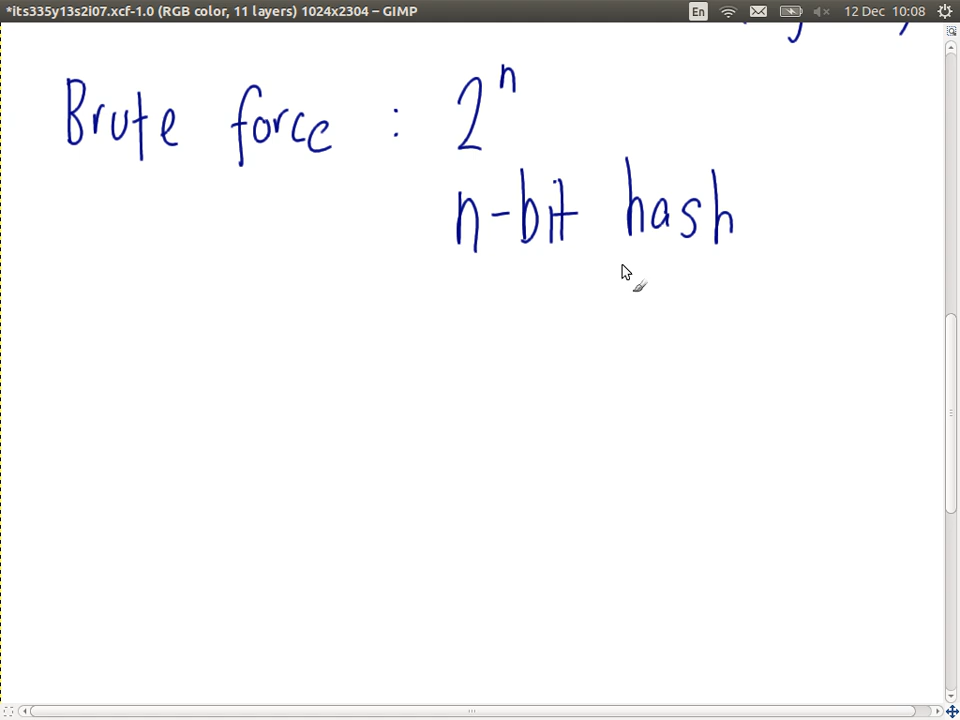 *its335y13s2i07.xcf-1.0 (RGB color, 11 layers) 1024x2304 – GIMP
En
12 Dec 10:08
Brute force : 2ⁿ
n-bit hash